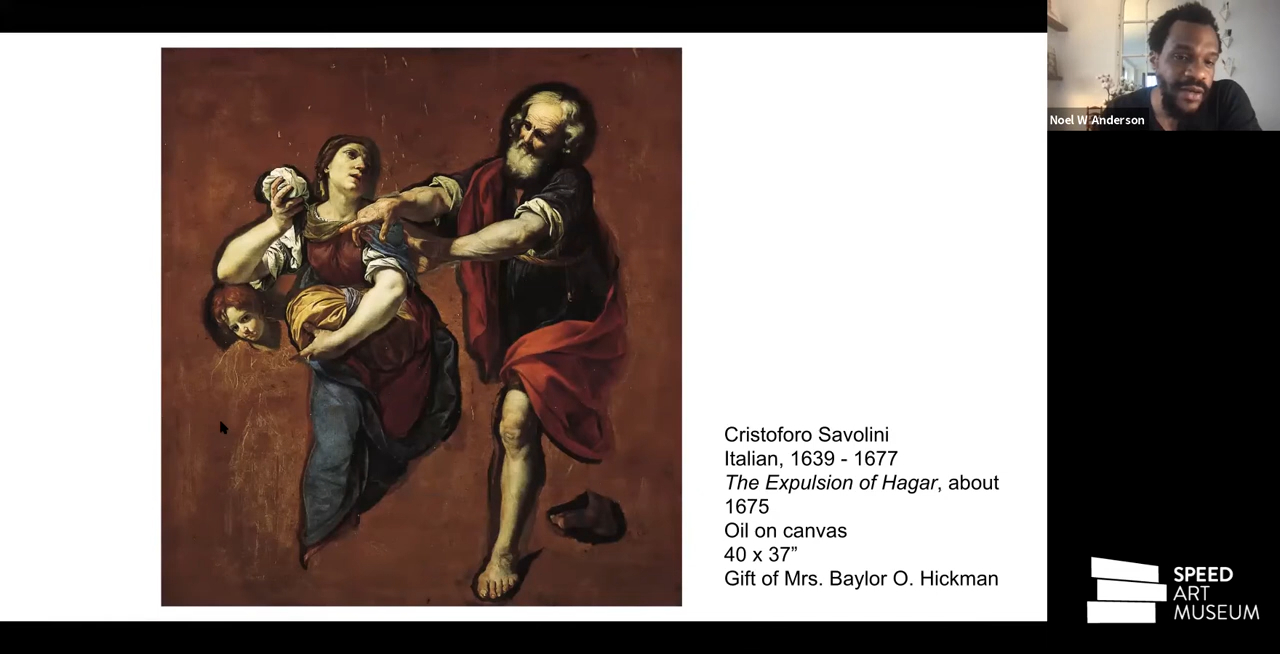 Noel W Anderson
Cristoforo Savolini
Italian, 1639 - 1677
The Expulsion of Hagar, about
1675
Oil on canvas
40 x 37”
Gift of Mrs. Baylor O. Hickman
SPEED
ART
MUSEUM